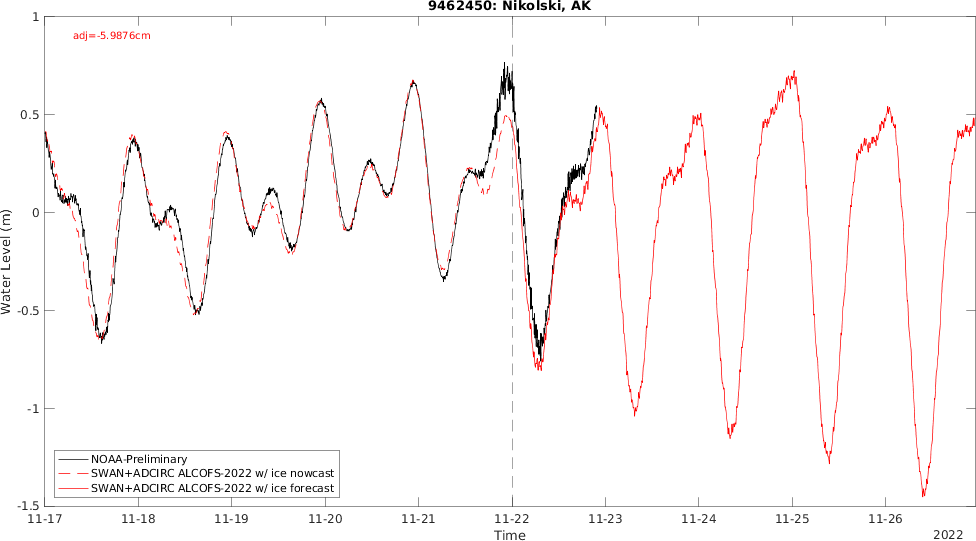 9462450: Nikolski, AK
adj=-5.9876cm
1
0.5
0
-0.5
-1
-1.5
Water Level (m)
NOAA-Preliminary
SWAN+ADCIRC ALCOFS-2022 w/ ice nowcast
SWAN+ADCIRC ALCOFS-2022 w/ ice forecast
11-17 11-18 11-19 11-20 11-21 11-22 11-23 11-24 11-25 11-26
Time
2022